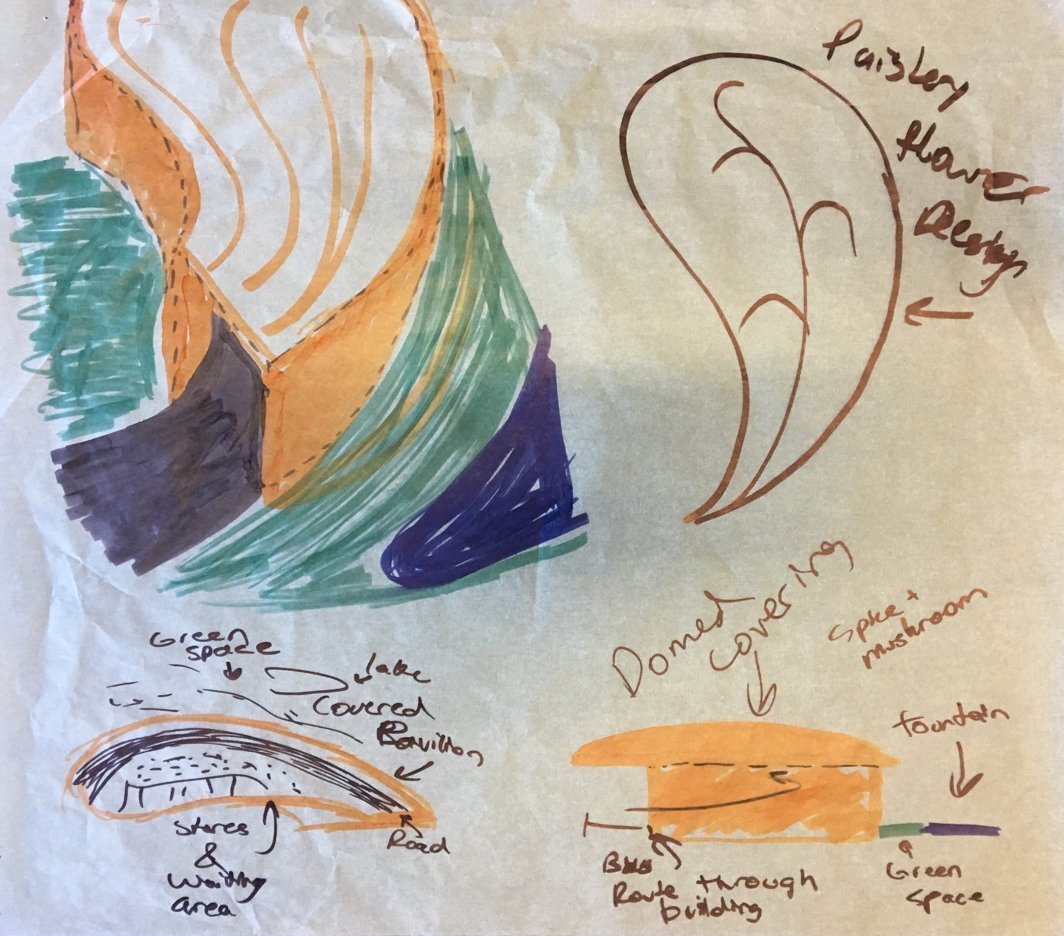 Paisley
flower
Design
Domed
covering
Spike +
mushroom
Green
space
lake
Covered
Pavilion
fountain
Stores
&
Waiting
area
Road
Bus
Route through
building
Green
space